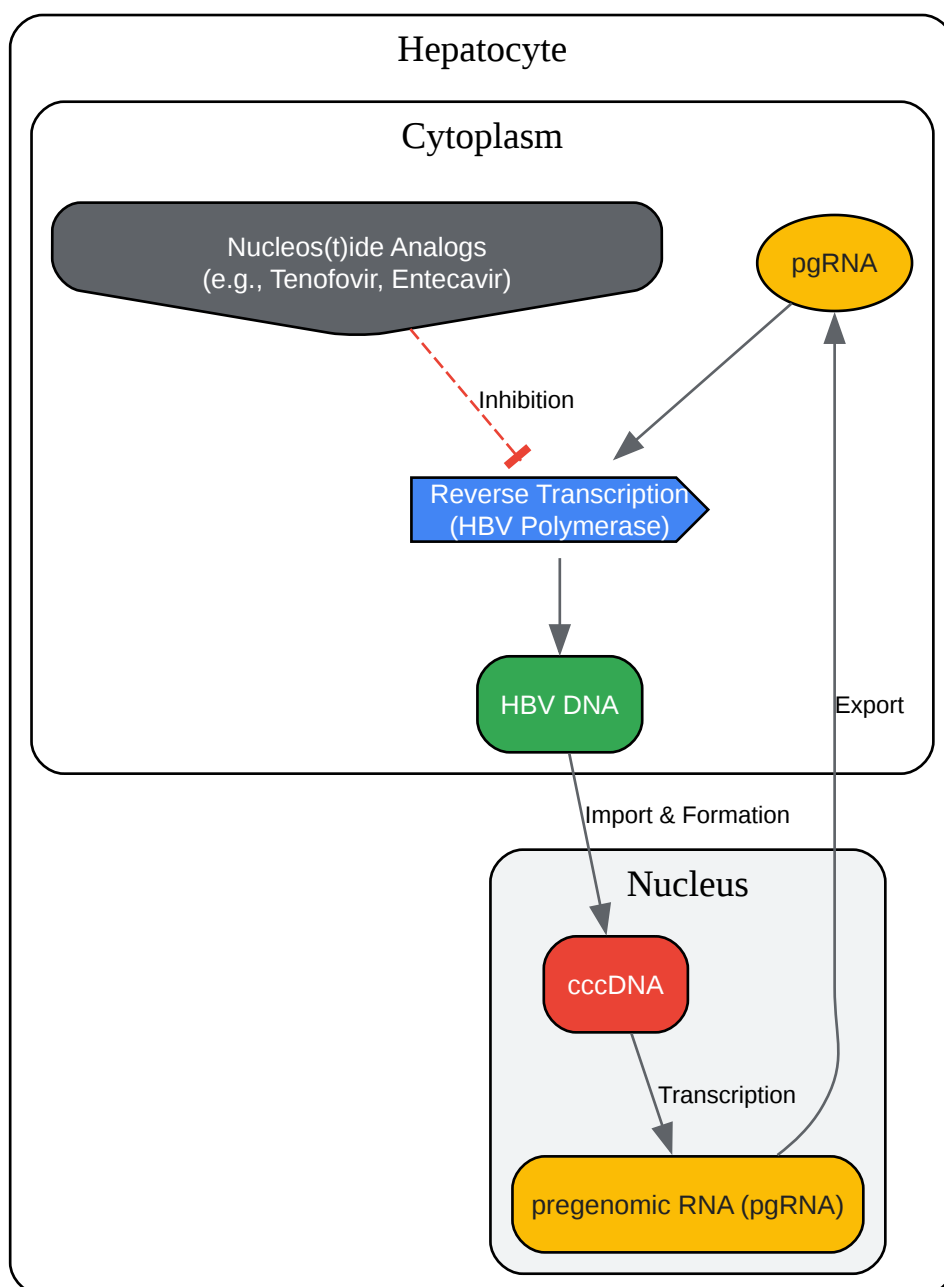 Hepatocyte
Cytoplasm
Nucleos(t)ide Analogs
(e.g., Tenofovir, Entecavir)
pgRNA
Inhibition
Reverse Transcription
(HBV Polymerase)
HBV DNA
Export
Import & Formation
Nucleus
cccDNA
Transcription
pregenomic RNA (pgRNA)